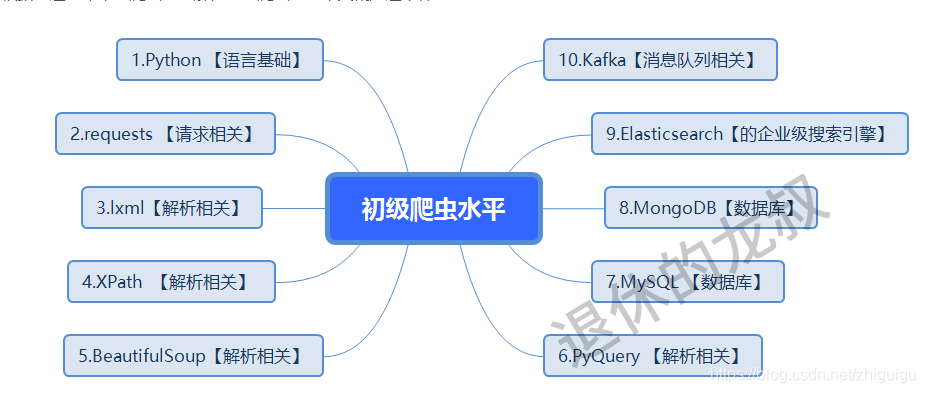 1.Python 【语言基础】
10.Kafka【消息队列相关】
2.requests 【请求相关】
9.Elasticsearch【的企业级搜索引擎】
3.lxml【解析相关】
初级爬虫水平
8.MongoDB【数据库】
4.XPath 【解析相关】
7.MySQL 【数据库】
5.BeautifulSoup【解析相关】
6.PyQuery 【解析相关】
退休的龙叔
https://blog.csdn.net/zhiguigu